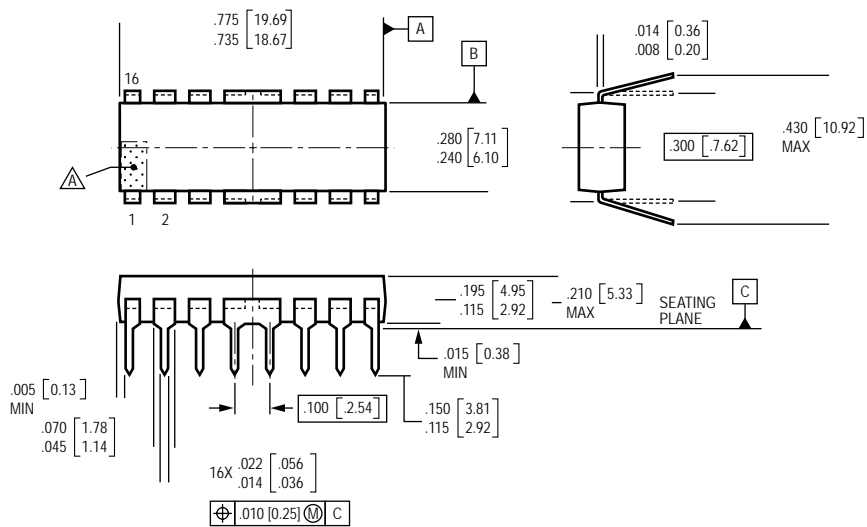 .775 [19.69]
.735 [18.67]
A
B
16
A
1 2
.280 [7.11]
.240 [6.10]
.014 [0.36]
.008 [0.20]
.300 [.7.62]
.430 [10.92]
MAX
.195 [4.95]
.115 [2.92]
.210 [5.33]
MAX
SEATING
PLANE
C
.015 [0.38]
MIN
.005 [0.13]
MIN
.070 [1.78]
.045 [1.14]
.100 [.2.54]
.150 [3.81]
.115 [2.92]
16X .022 [.056]
.014 [.036]
⌖ .010 [0.25] Ⓜ C